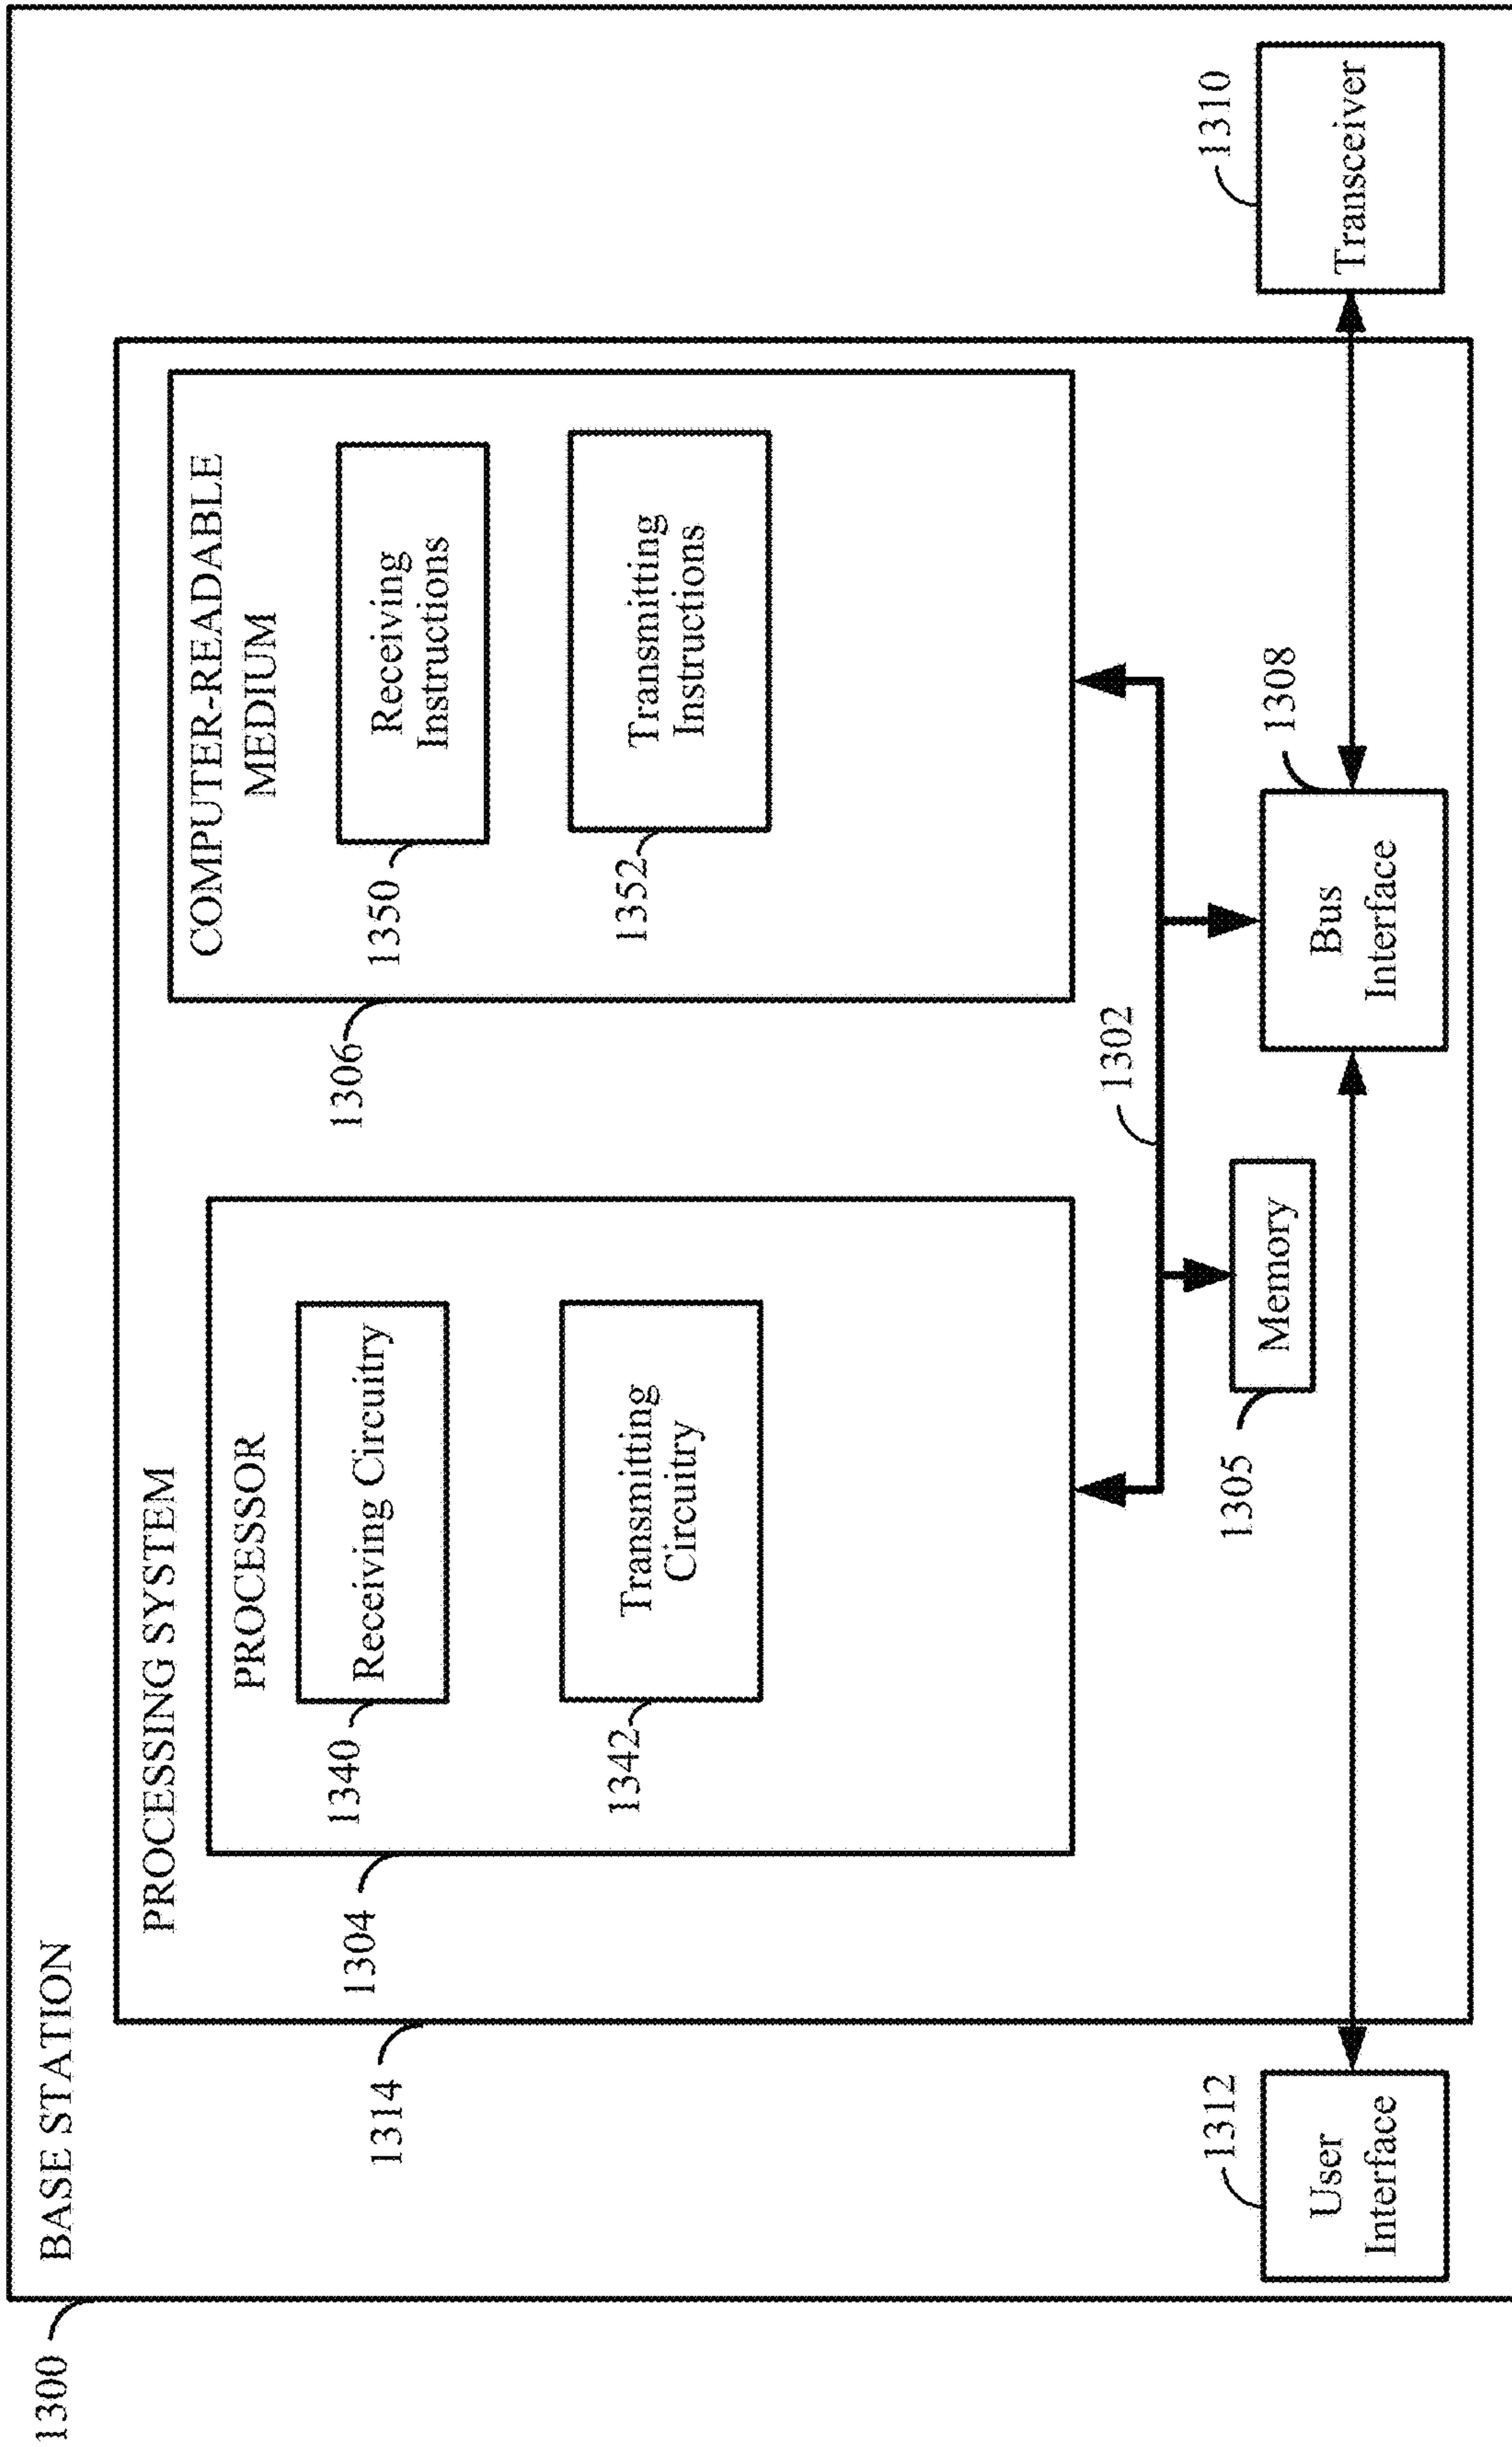 1300
BASE STATION
1314
PROCESSING SYSTEM
1304
PROCESSOR
1340
Receiving Circuitry
1342
Transmitting
Circuitry
1306
COMPUTER-READABLE
MEDIUM
1350
Receiving
Instructions
1352
Transmitting
Instructions
1302
1305
Memory
1308
Bus
Interface
1312
User
Interface
1310
Transceiver